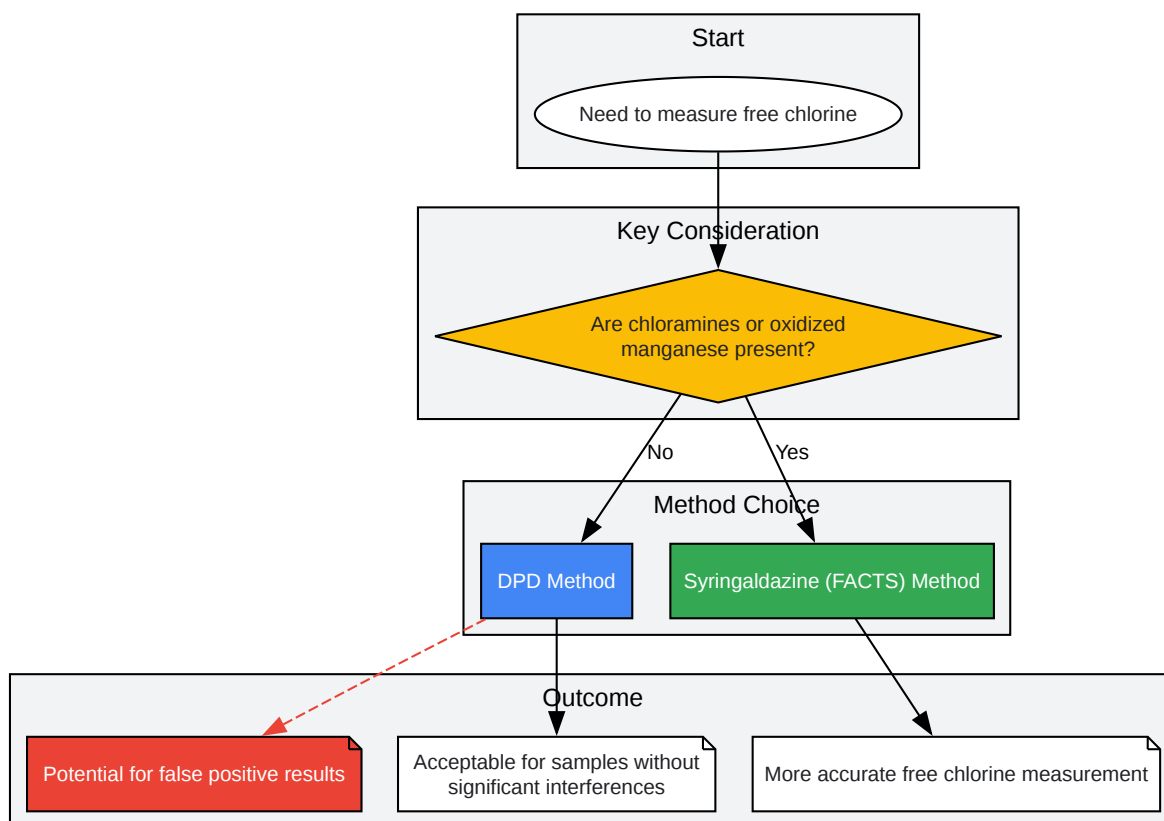 Start
Need to measure free chlorine
Key Consideration
Are chloramines or oxidized
manganese present?
No
Yes
Method Choice
DPD Method
Syringaldazine (FACTS) Method
Outcome
Potential for false positive results
Acceptable for samples without
significant interferences
More accurate free chlorine measurement